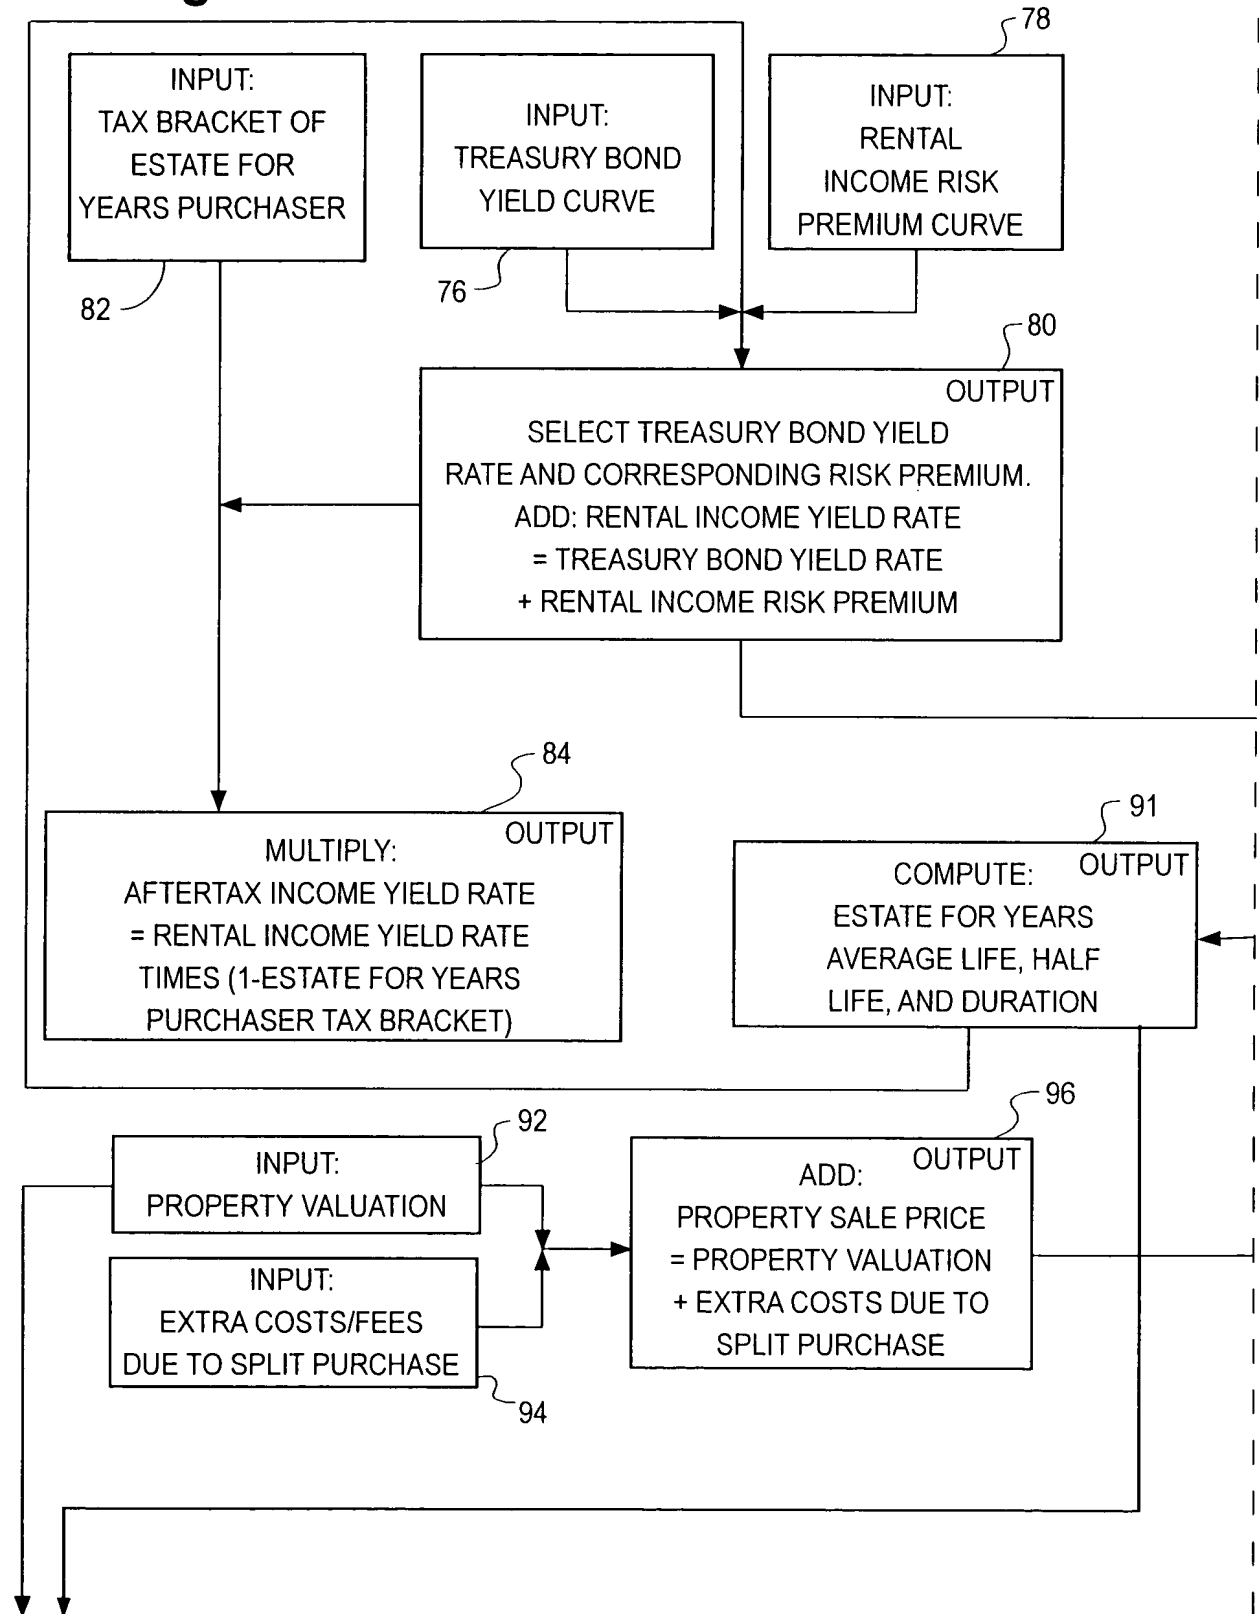 78
INPUT:
TAX BRACKET OF
ESTATE FOR
YEARS PURCHASER
82
INPUT:
TREASURY BOND
YIELD CURVE
76
INPUT:
RENTAL
INCOME RISK
PREMIUM CURVE
80
OUTPUT
SELECT TREASURY BOND YIELD
RATE AND CORRESPONDING RISK PREMIUM.
ADD: RENTAL INCOME YIELD RATE
= TREASURY BOND YIELD RATE
+ RENTAL INCOME RISK PREMIUM
84
OUTPUT
MULTIPLY:
AFTERTAX INCOME YIELD RATE
= RENTAL INCOME YIELD RATE
TIMES (1-ESTATE FOR YEARS
PURCHASER TAX BRACKET)
91
OUTPUT
COMPUTE:
ESTATE FOR YEARS
AVERAGE LIFE, HALF
LIFE, AND DURATION
92
INPUT:
PROPERTY VALUATION
INPUT:
EXTRA COSTS/FEES
DUE TO SPLIT PURCHASE
94
96
OUTPUT
ADD:
PROPERTY SALE PRICE
= PROPERTY VALUATION
+ EXTRA COSTS DUE TO
SPLIT PURCHASE